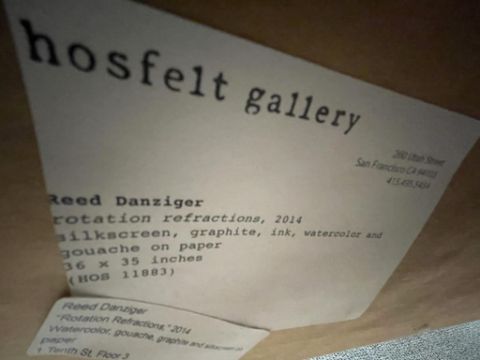 hosfelt gallery
260 Utah Street
San Francisco CA 94103
415.495.5454
Reed Danziger
rotation refractions, 2014
silkscreen, graphite, ink, watercolor and
gouache on paper
36 x 35 inches
(HOS 11883)
Reed Danziger
"Rotation Refractions," 2014
Watercolor, gouache, graphite and silkscreen on
paper
Tenth St, Floor 3